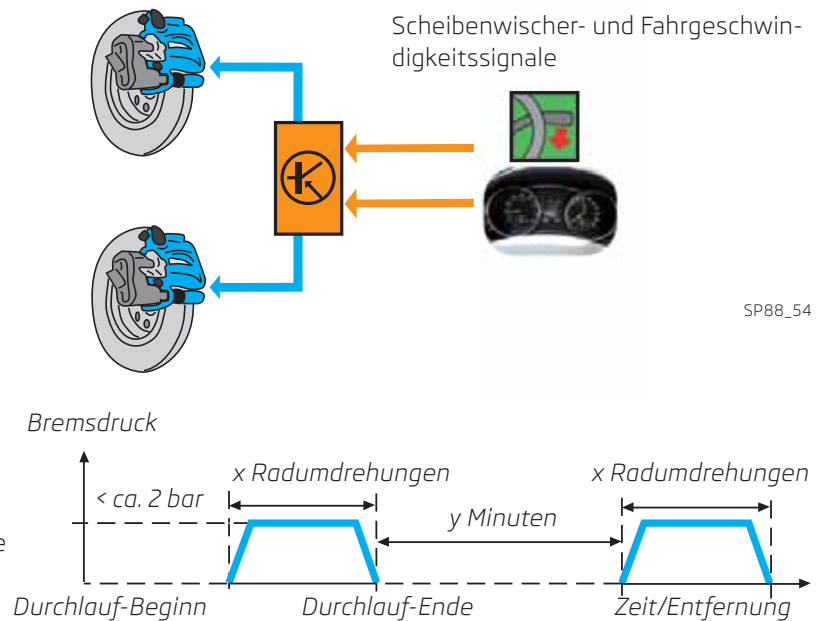 Scheibenwischer- und Fahrgeschwin-
digkeitssignale
SP88_54
Bremsdruck
x Radumdrehungen
x Radumdrehungen
< ca. 2 bar
y Minuten
e
Durchlauf-Beginn
Durchlauf-Ende
Zeit/Entfernung